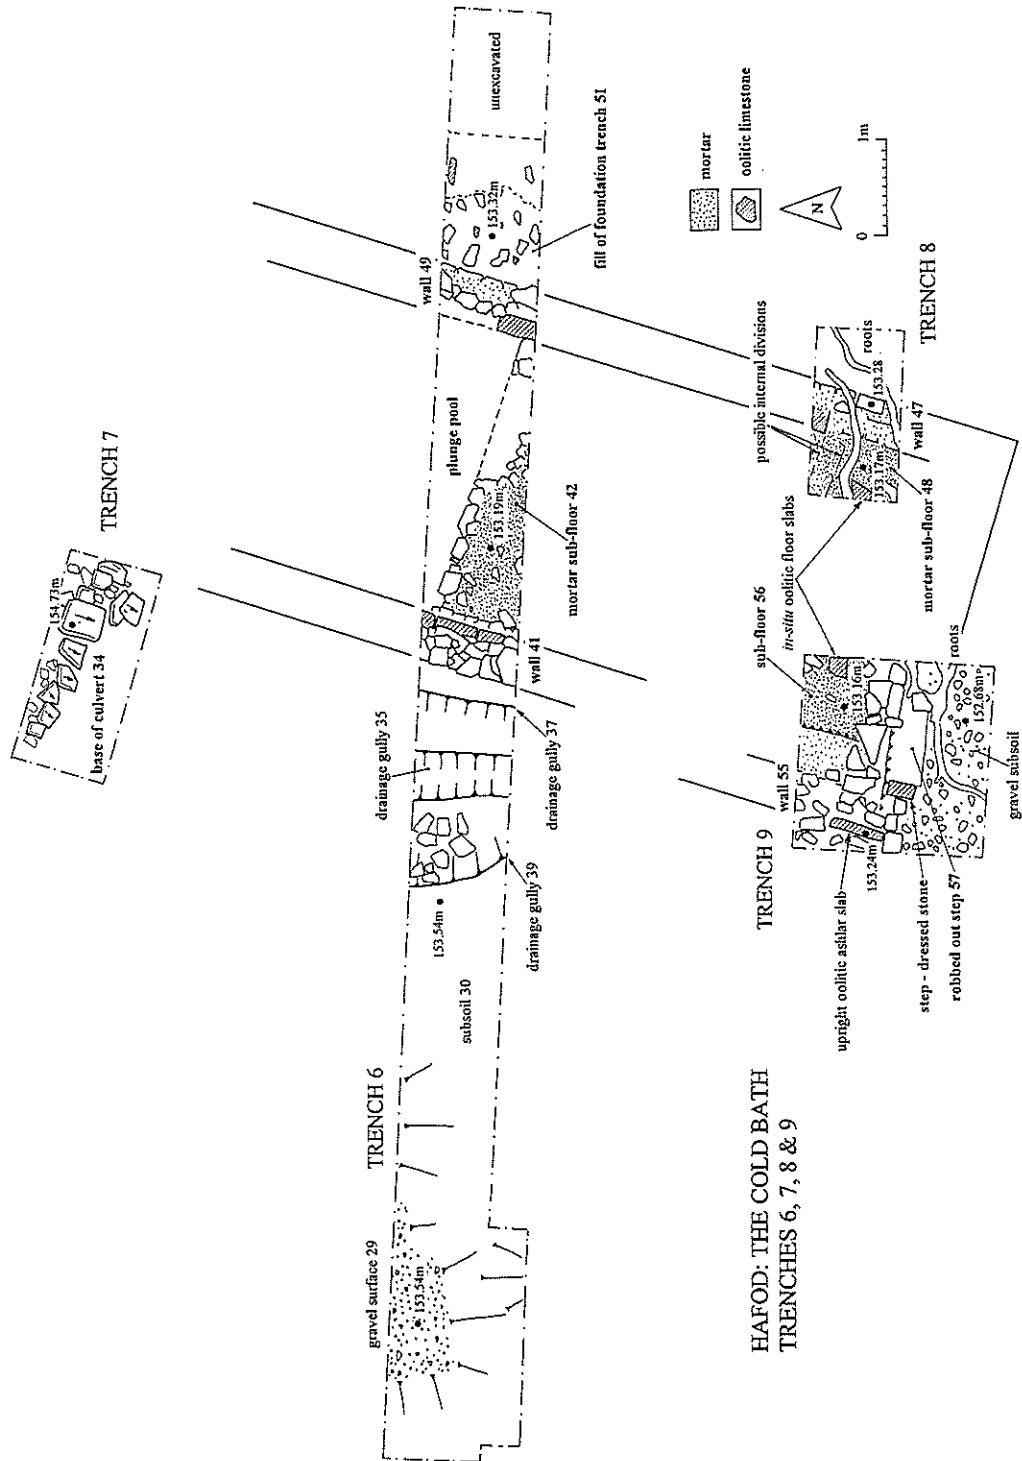 TRENCH 7
154.73m
base of culvert 34
unexcavated
153.32m
fill of foundation trench 51
wall 49
plunge pool
153.19m
mortar sub-floor 42
wall 41
drainage gully 35
drainage gully 37
drainage gully 39
153.54m
subsoil 30
TRENCH 6
gravel surface 29
153.54m
mortar
oolitic limestone
N
0
1m
TRENCH 8
possible internal divisions
roots
153.28
153.17m
wall 47
mortar sub-floor 48
in-situ oolitic floor slabs
sub-floor 56
TRENCH 9
wall 55
153.16m
roots
152.68m
gravel subsoil
153.24m
upright oolitic ashlar slab
step - dressed stone
robbed out step 57
HAFOD: THE COLD BATH
TRENCHES 6, 7, 8 & 9